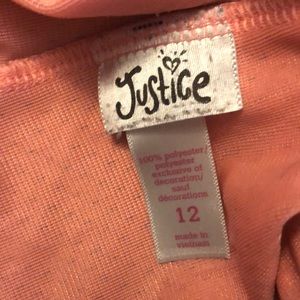 Justice
100% polyester/
polyester
exclusive of
decoration/
sauf
décorations
12
made in
vietnam